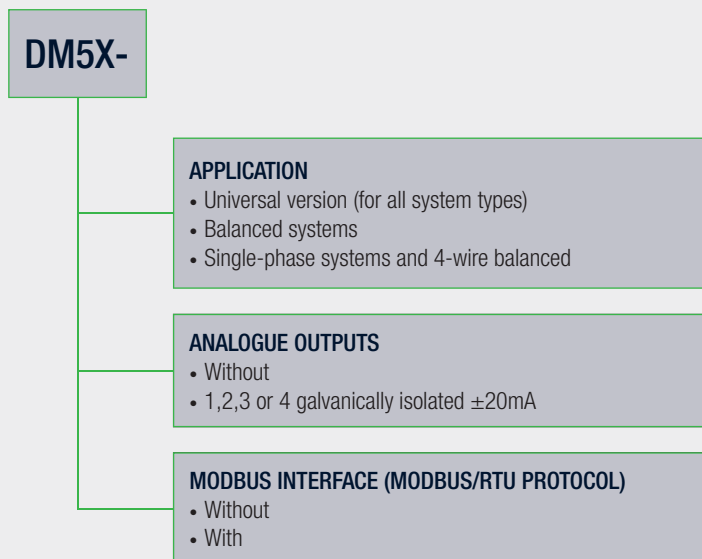 DM5X-
APPLICATION
• Universal version (for all system types)
• Balanced systems
• Single-phase systems and 4-wire balanced
ANALOGUE OUTPUTS
• Without
• 1,2,3 or 4 galvanically isolated ±20mA
MODBUS INTERFACE (MODBUS/RTU PROTOCOL)
• Without
• With